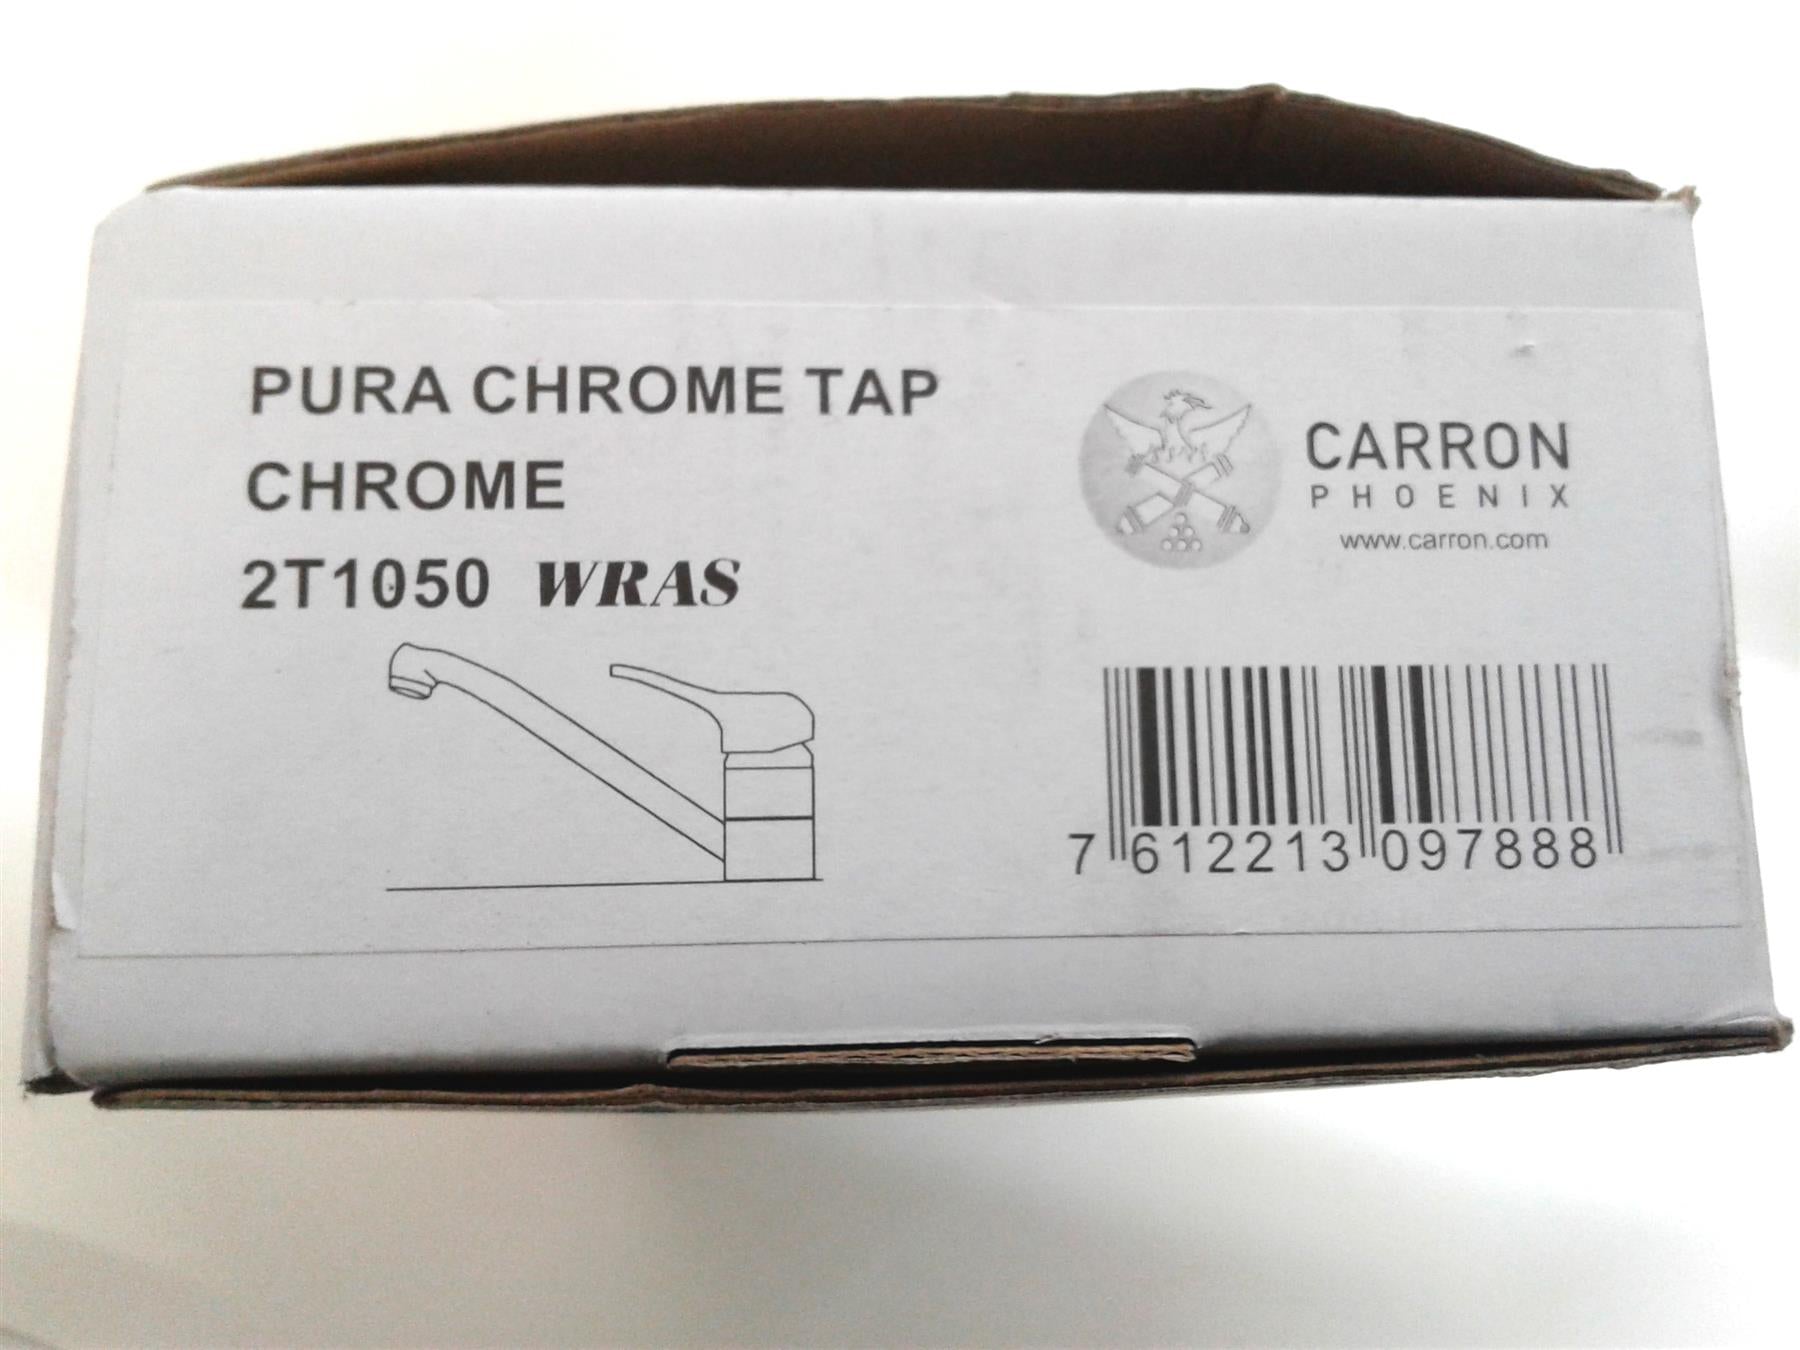 PURA CHROME TAP
CHROME
2T1050 WRAS
CARRON
PHOENIX
www.carron.com
7 612213 097888